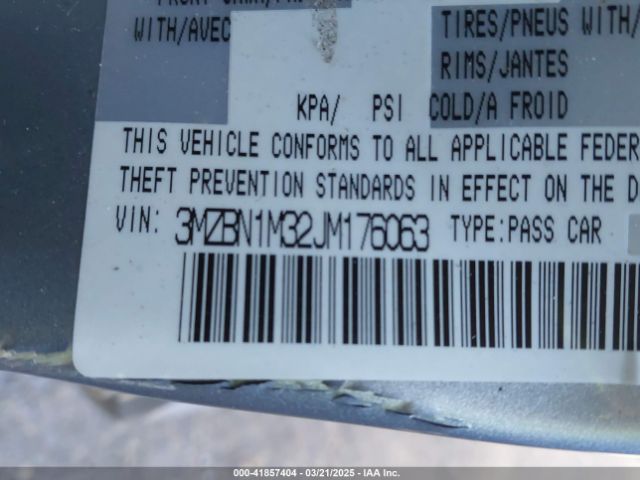 WITH/AVEC
TIRES/PNEUS WITH/
RIMS/JANTES
KPA/ PSI COLD/A FROID
THIS VEHICLE CONFORMS TO ALL APPLICABLE FEDER
THEFT PREVENTION STANDARDS IN EFFECT ON THE D
VIN: 3MZBN1M32JM176063 TYPE:PASS CAR
000-41857404 - 03/21/2025 - IAA Inc.